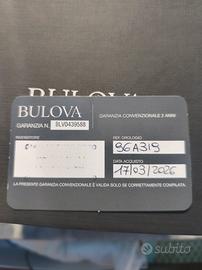 BULOVA
BULOVA
GARANZIA CONVENZIONALE 3 ANNI
GARANZIA N. BLV0439588
RIVENDITORE
REF. OROLOGIO
96A319
DATA ACQUISTO
17/03/2026
LA PRESENTE GARANZIA CONVENZIONALE È VALIDA SOLO SE CORRETTAMENTE COMPILATA.
subito